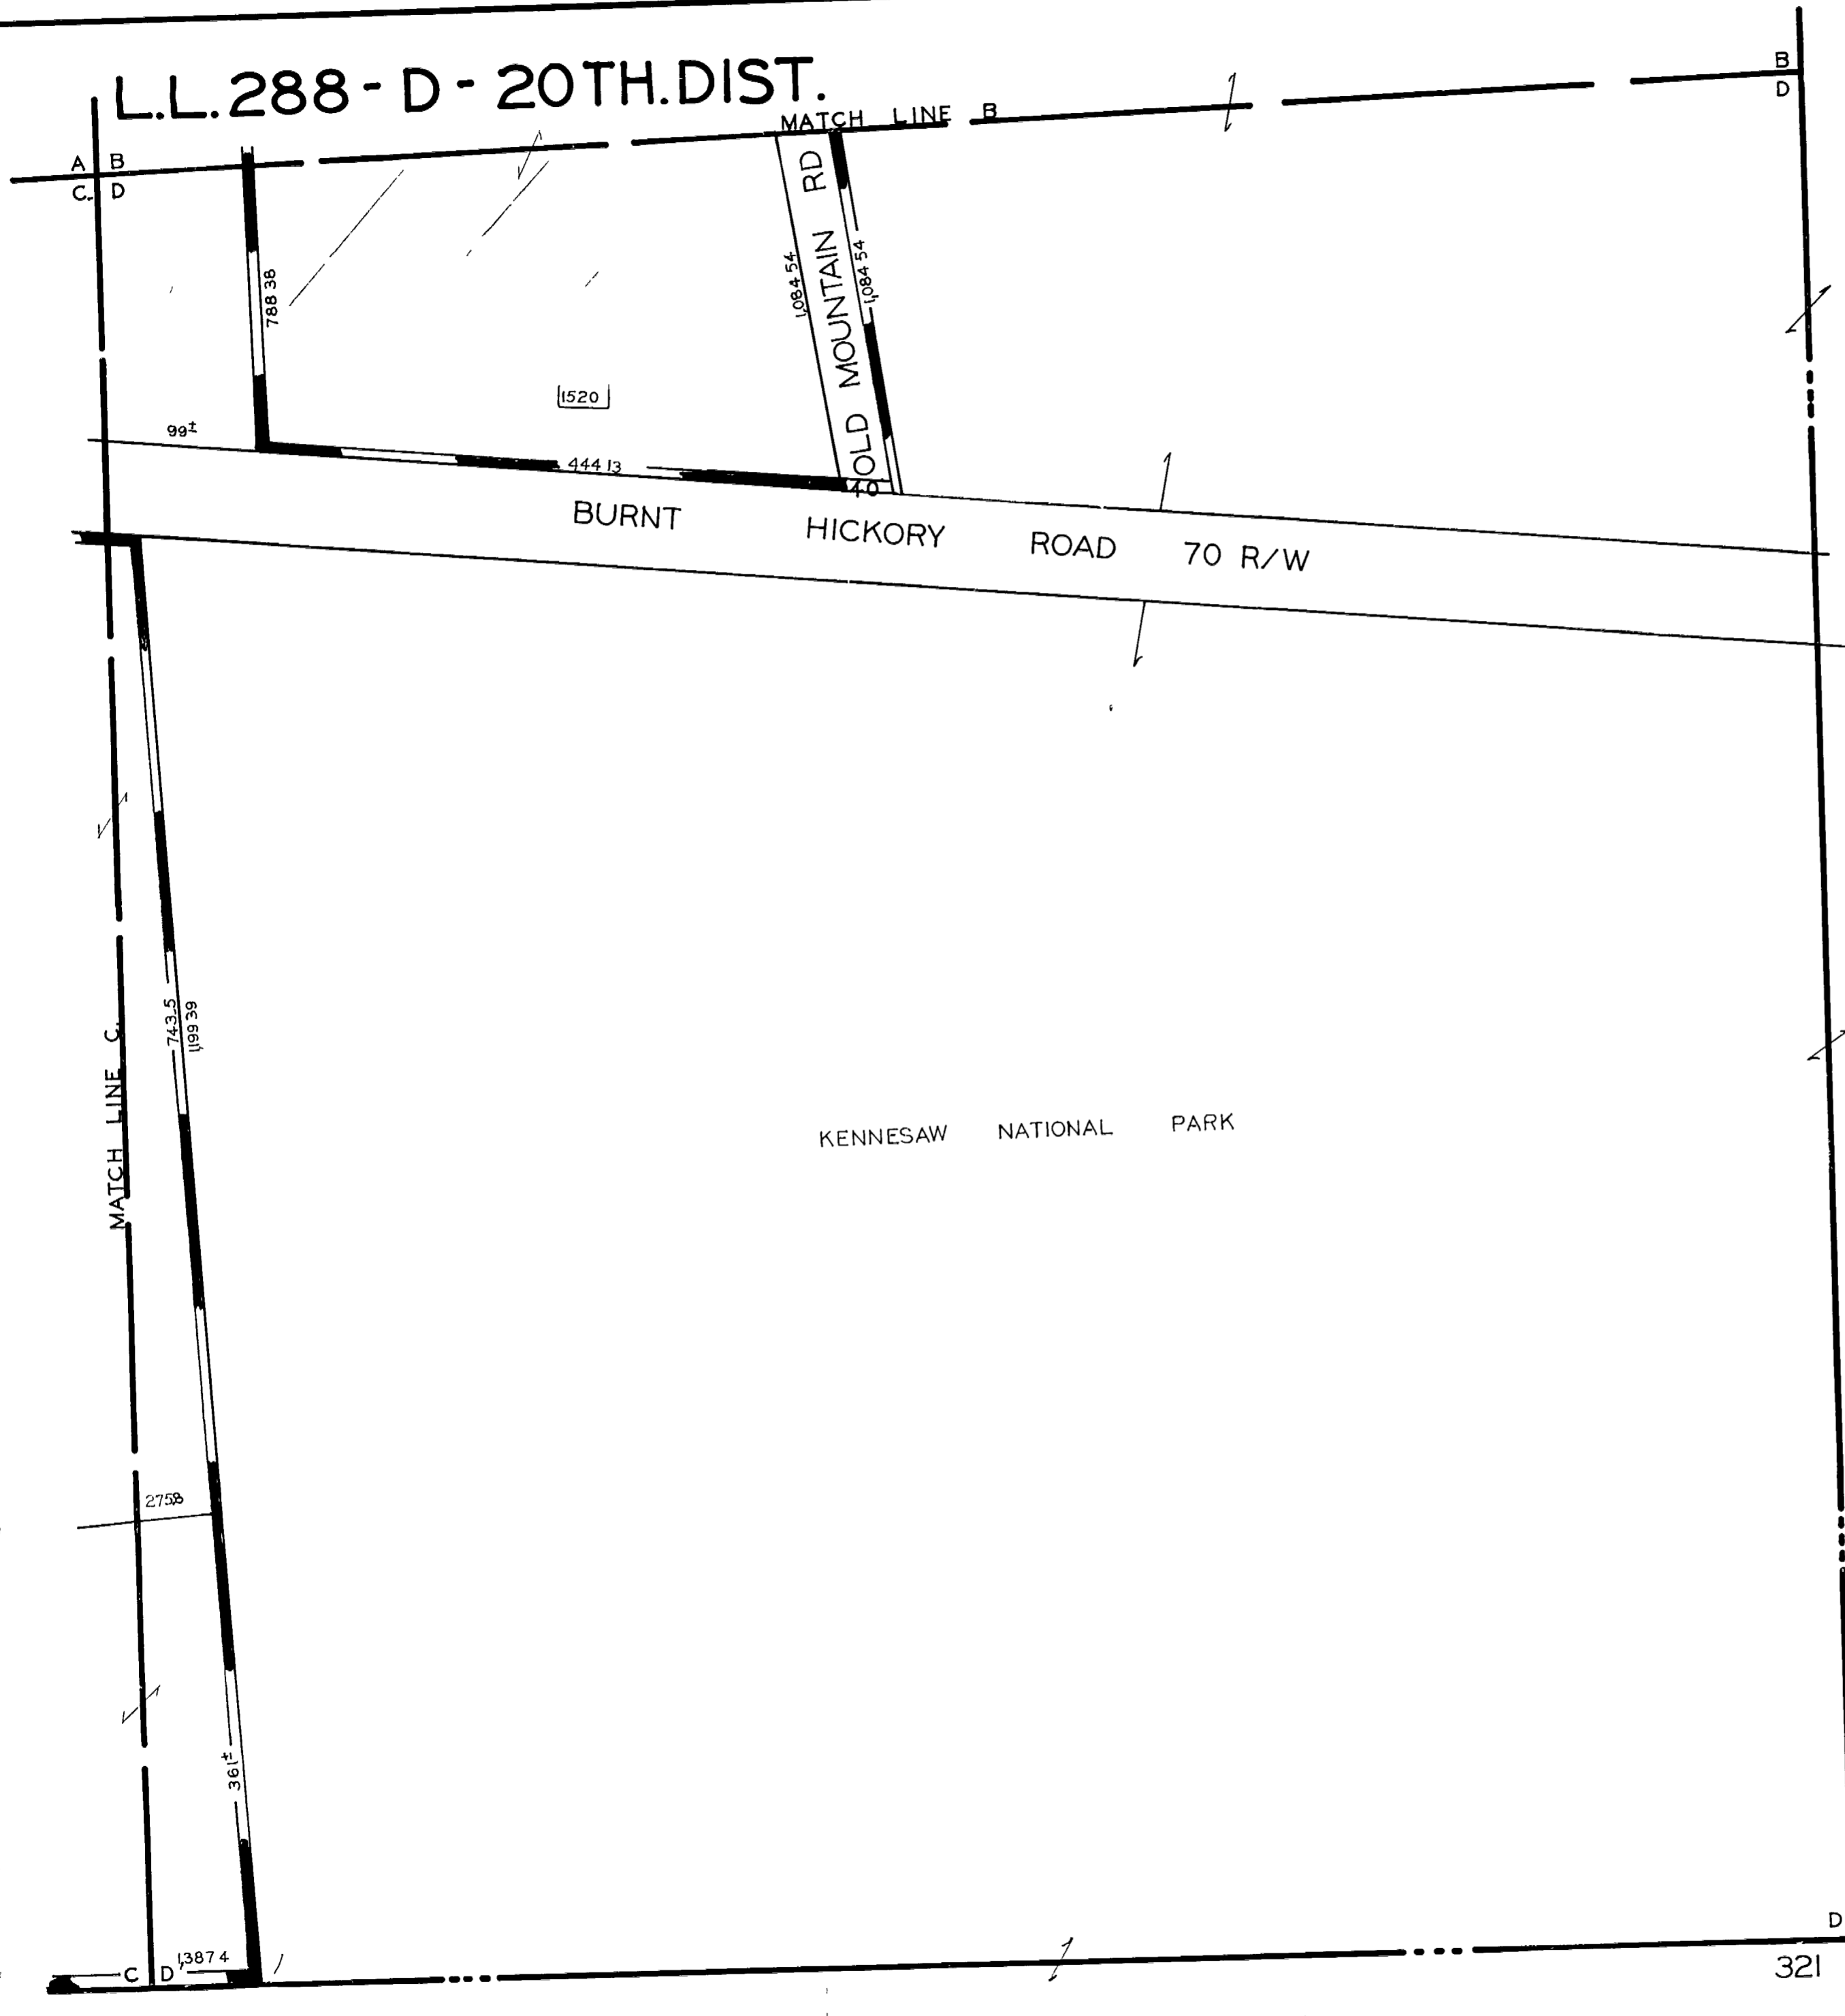 L.L.288-D-20TH.DIST.
MATCH LINE B
B
D
A B
C. D
OLD MOUNTAIN RD
788 38
1,084 54
1,084 54
1520
99±
444 13
40
BURNT HICKORY ROAD 70 R/W
743.5
1,199 39
MATCH LINE C.
KENNESAW NATIONAL PARK
275.8
361±
1,387 4
C D
D
321